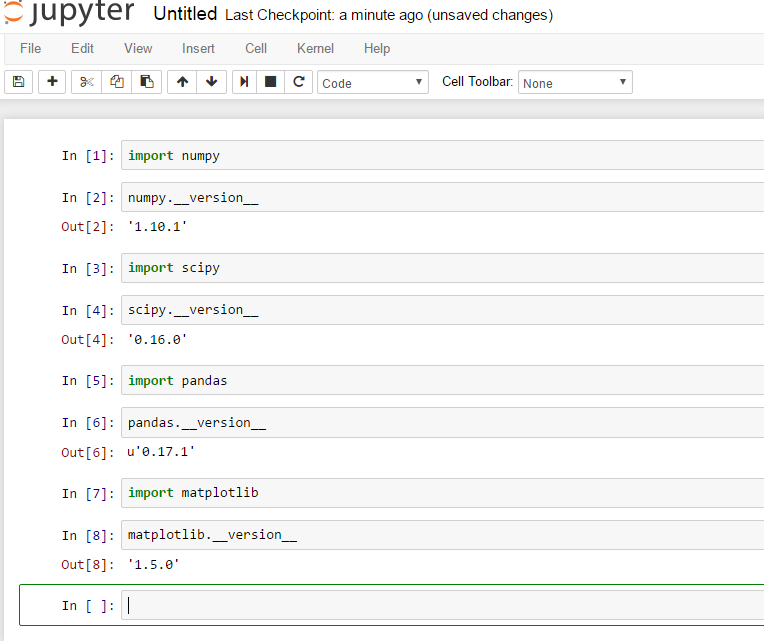 jupyter Untitled Last Checkpoint: a minute ago (unsaved changes)
File Edit View Insert Cell Kernel Help
Code Cell Toolbar: None
In [1]: import numpy
In [2]: numpy.__version__
Out[2]: '1.10.1'
In [3]: import scipy
In [4]: scipy.__version__
Out[4]: '0.16.0'
In [5]: import pandas
In [6]: pandas.__version__
Out[6]: u'0.17.1'
In [7]: import matplotlib
In [8]: matplotlib.__version__
Out[8]: '1.5.0'
In [ ]: